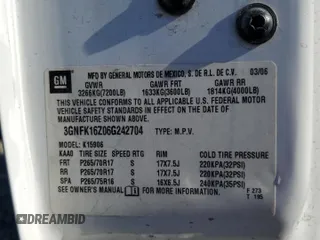 GM
MFD BY GENERAL MOTORS DE MEXICO, S. DE R.L. DE C.V. 03/06
GVWR GAWR FRT GAWR RR
3266KG(7200LB) 1633KG(3600LB) 1814KG(4000LB)
THIS VEHICLE CONFORMS TO ALL APPLICABLE U.S. FEDERAL MOTOR
VEHICLE SAFETY STANDARDS IN EFFECT ON THE DATE OF
MANUFACTURE SHOWN ABOVE.
3GNFK16Z06G242704 TYPE: M.P.V.
MODEL: K15906
KAA0 TIRE SIZE SPEED RTG RIM COLD TIRE PRESSURE
FRT P265/70R17 S 17X7.5J 220KPA(32PSI)
RR P265/70R17 S 17X7.5J 220KPA(32PSI)
SPA P265/75R16 S 16X6.5J 240KPA(35PSI)
SEE OWNER'S MANUAL FOR ADDITIONAL INFORMATION. F 273
T 195
AUTOBIDCAR